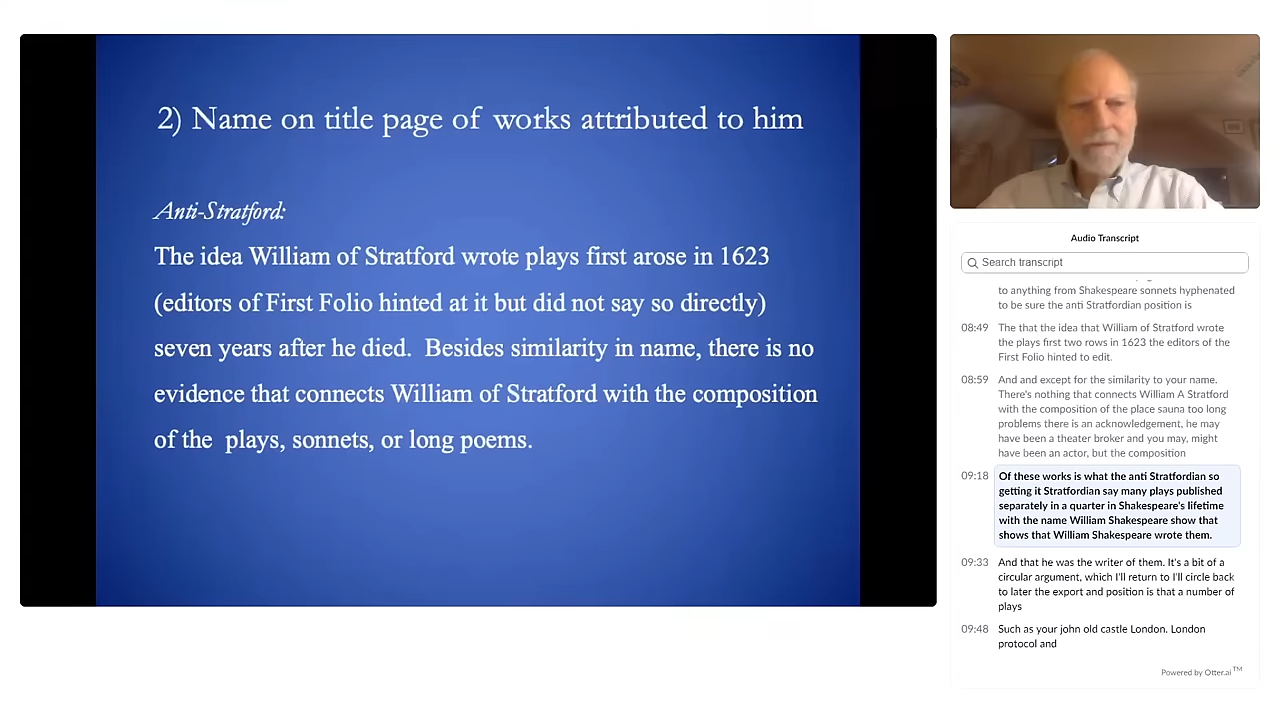 2) Name on title page of works attributed to him
Anti-Stratford:
The idea William of Stratford wrote plays first arose in 1623
(editors of First Folio hinted at it but did not say so directly)
seven years after he died. Besides similarity in name, there is no
evidence that connects William of Stratford with the composition
of the plays, sonnets, or long poems.
Audio Transcript
Search transcript
to anything from Shakespeare sonnets hyphenated
to be sure the anti Stratfordian position is
08:49 The that the idea that William of Stratford wrote
the plays first two rows in 1623 the editors of the
First Folio hinted to edit.
08:59 And and except for the similarity to your name.
There's nothing that connects William A Stratford
with the composition of the place sauna too long
problems there is an acknowledgement, he may
have been a theater broker and you may, might
have been an actor, but the composition
09:18 Of these works is what the anti Stratfordian so
getting it Stratfordian say many plays published
separately in a quarter in Shakespeare's lifetime
with the name William Shakespeare show that
shows that William Shakespeare wrote them.
09:33 And that he was the writer of them. It's a bit of a
circular argument, which I'll return to I'll circle back
to later the export and position is that a number of
plays
09:48 Such as your john old castle London. London
protocol and
Powered by Otter.ai™